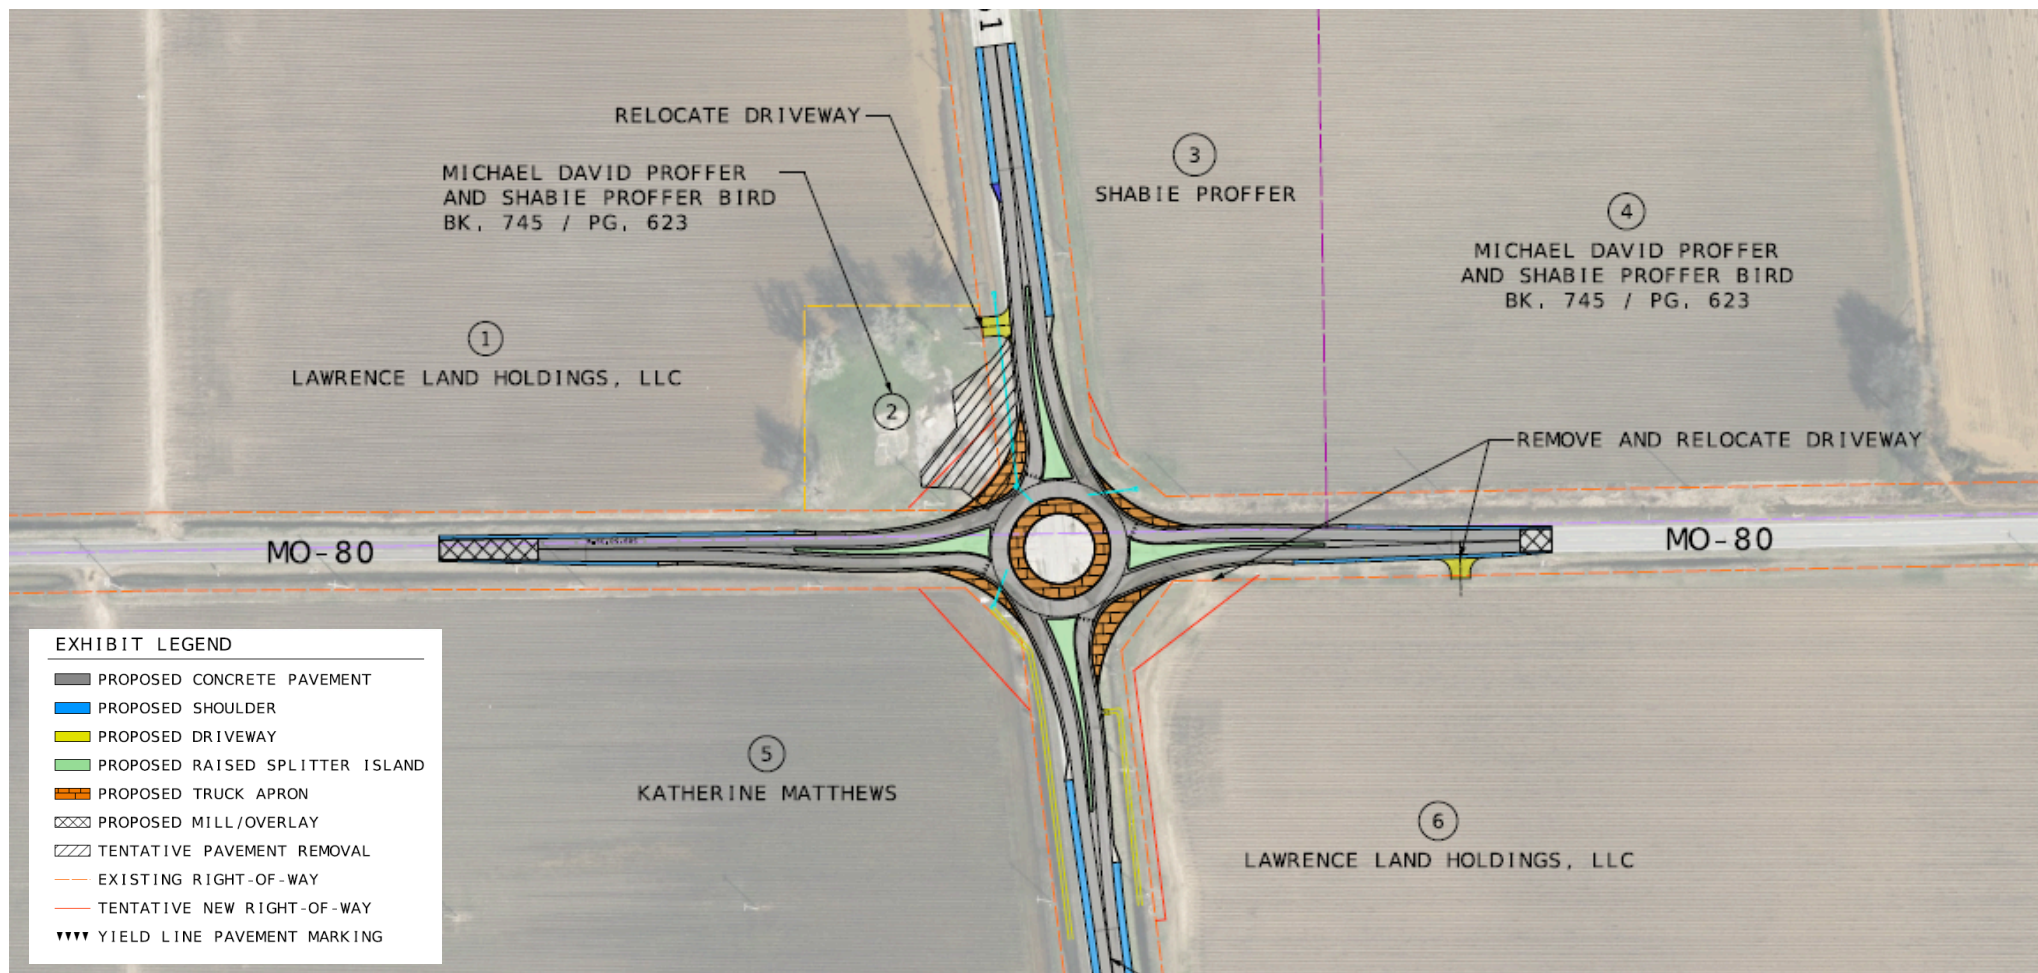 01
RELOCATE DRIVEWAY
MICHAEL DAVID PROFFER
AND SHABIE PROFFER BIRD
BK. 745 / PG. 623
3
SHABIE PROFFER
4
MICHAEL DAVID PROFFER
AND SHABIE PROFFER BIRD
BK. 745 / PG. 623
1
LAWRENCE LAND HOLDINGS, LLC
2
REMOVE AND RELOCATE DRIVEWAY
MO-80
MO-80
5
KATHERINE MATTHEWS
6
LAWRENCE LAND HOLDINGS, LLC
EXHIBIT LEGEND
PROPOSED CONCRETE PAVEMENT
PROPOSED SHOULDER
PROPOSED DRIVEWAY
PROPOSED RAISED SPLITTER ISLAND
PROPOSED TRUCK APRON
PROPOSED MILL/OVERLAY
TENTATIVE PAVEMENT REMOVAL
EXISTING RIGHT-OF-WAY
TENTATIVE NEW RIGHT-OF-WAY
YIELD LINE PAVEMENT MARKING